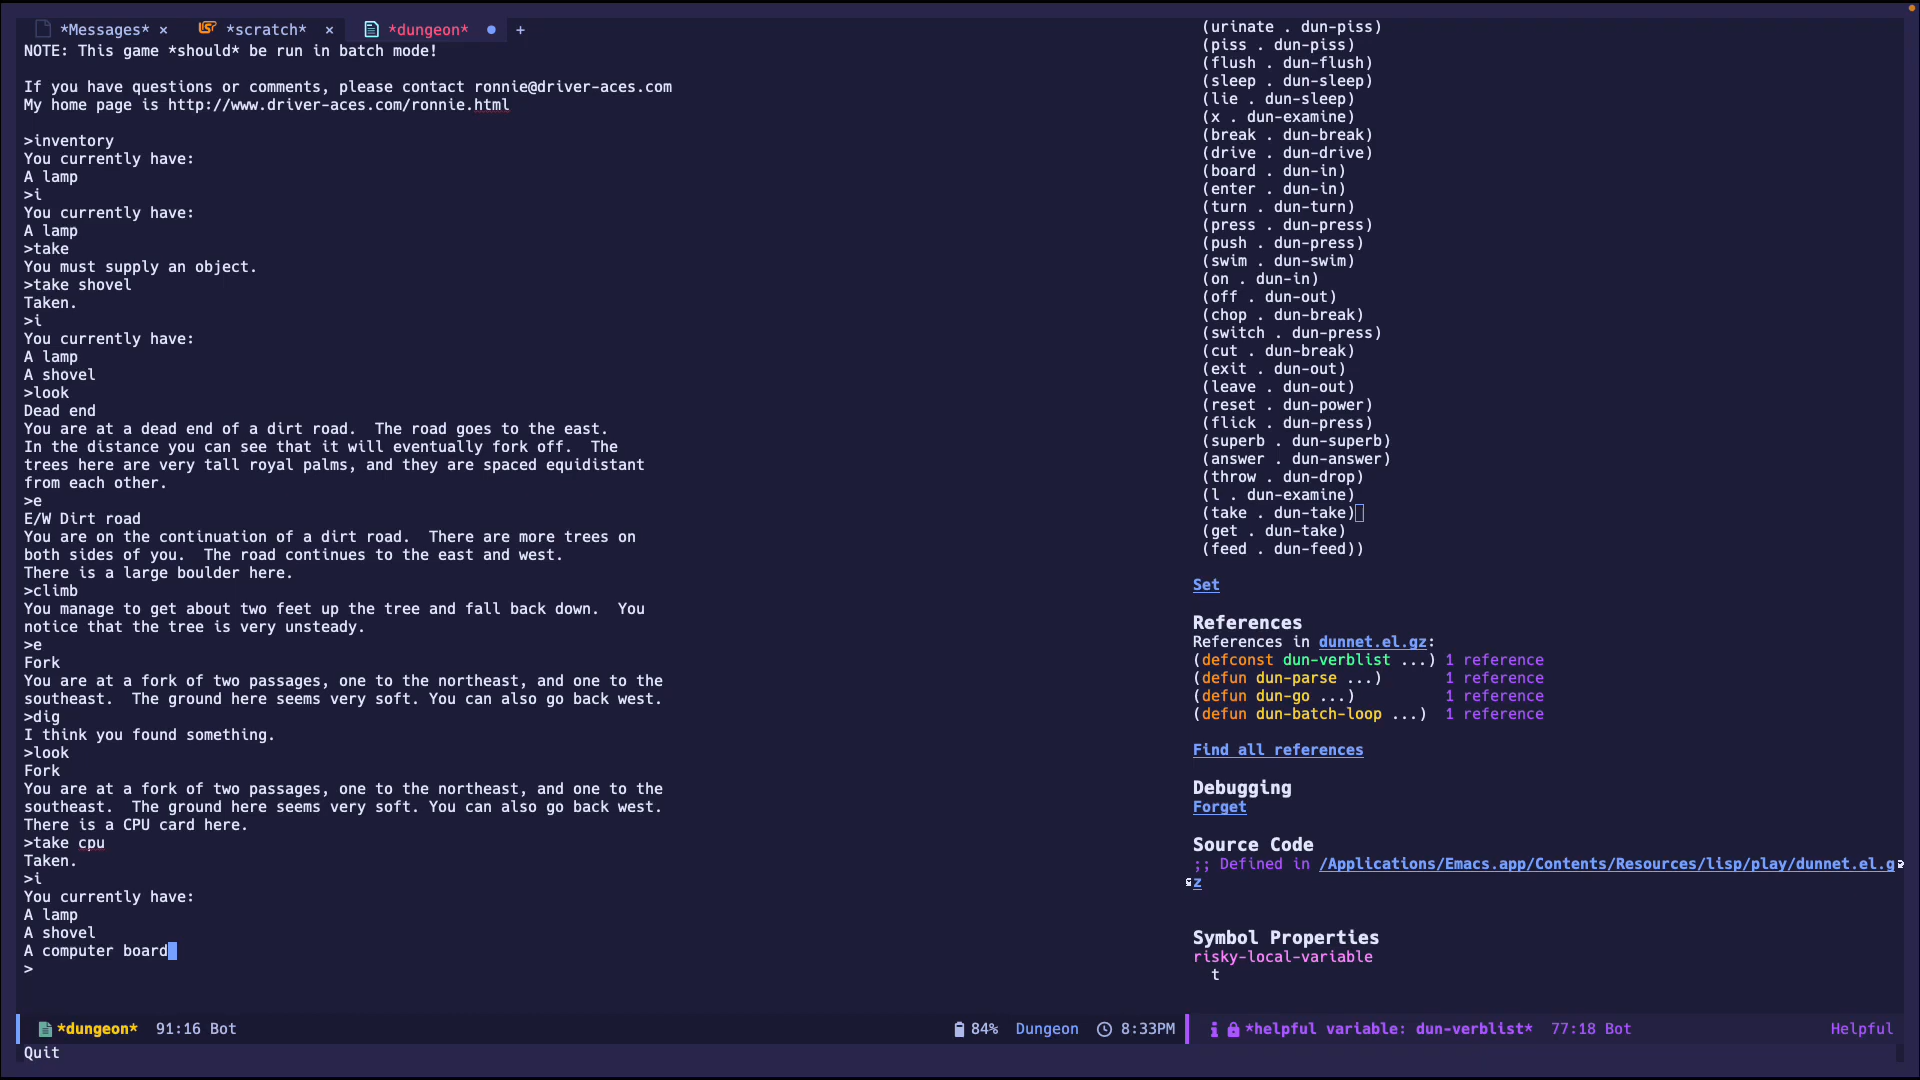 *Messages* × *scratch* × *dungeon* +
NOTE: This game *should* be run in batch mode!
If you have questions or comments, please contact ronnie@driver-aces.com
My home page is http://www.driver-aces.com/ronnie.html
>inventory
You currently have:
A lamp
>i
You currently have:
A lamp
>take
You must supply an object.
>take shovel
Taken.
>i
You currently have:
A lamp
A shovel
>look
Dead end
You are at a dead end of a dirt road.  The road goes to the east.
In the distance you can see that it will eventually fork off.  The
trees here are very tall royal palms, and they are spaced equidistant
from each other.
>e
E/W Dirt road
You are on the continuation of a dirt road.  There are more trees on
both sides of you.  The road continues to the east and west.
There is a large boulder here.
>climb
You manage to get about two feet up the tree and fall back down.  You
notice that the tree is very unsteady.
>e
Fork
You are at a fork of two passages, one to the northeast, and one to the
southeast.  The ground here seems very soft. You can also go back west.
>dig
I think you found something.
>look
Fork
You are at a fork of two passages, one to the northeast, and one to the
southeast.  The ground here seems very soft. You can also go back west.
There is a CPU card here.
>take cpu
Taken.
>i
You currently have:
A lamp
A shovel
A computer board
>
*dungeon*  91:16 Bot  84%  Dungeon  8:33PM
Quit
(urinate . dun-piss)
(piss . dun-piss)
(flush . dun-flush)
(sleep . dun-sleep)
(lie . dun-sleep)
(x . dun-examine)
(break . dun-break)
(drive . dun-drive)
(board . dun-in)
(enter . dun-in)
(turn . dun-turn)
(press . dun-press)
(push . dun-press)
(swim . dun-swim)
(on . dun-in)
(off . dun-out)
(chop . dun-break)
(switch . dun-press)
(cut . dun-break)
(exit . dun-out)
(leave . dun-out)
(reset . dun-power)
(flick . dun-press)
(superb . dun-superb)
(answer . dun-answer)
(throw . dun-drop)
(l . dun-examine)
(take . dun-take)
(get . dun-take)
(feed . dun-feed))
Set
References
References in dunnet.el.gz:
(defconst dun-verblist ...) 1 reference
(defun dun-parse ...)       1 reference
(defun dun-go ...)          1 reference
(defun dun-batch-loop ...)  1 reference
Find all references
Debugging
Forget
Source Code
;; Defined in /Applications/Emacs.app/Contents/Resources/lisp/play/dunnet.el.g
z
Symbol Properties
risky-local-variable
t
*helpful variable: dun-verblist*  77:18 Bot  Helpful